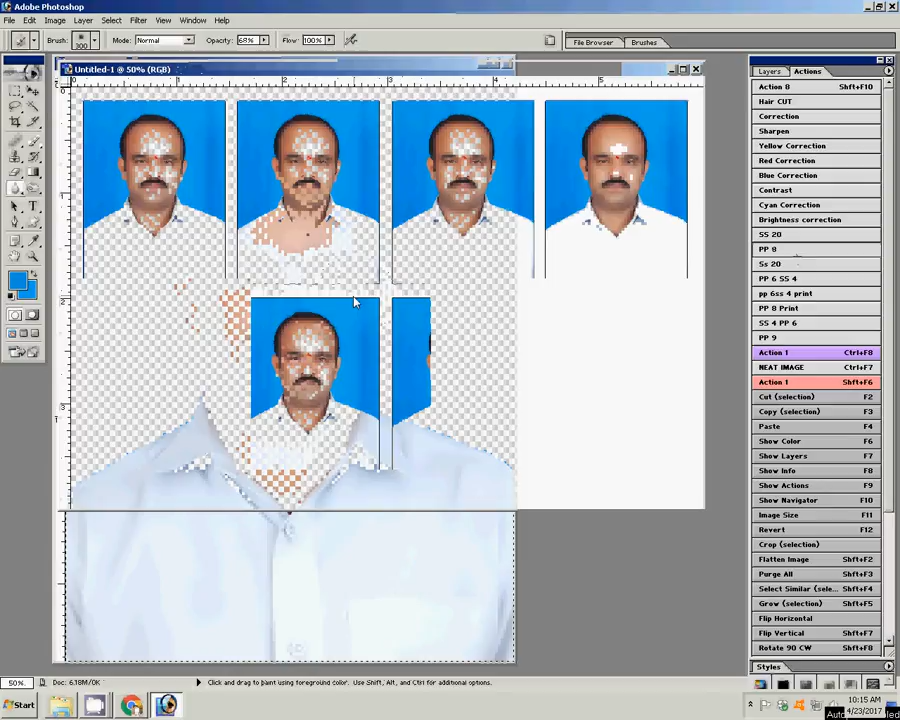 Adobe Photoshop
File Edit Image Layer Select Filter View Window Help
Brush: 300 Mode: Normal Opacity: 68% Flow: 100% File Browser Brushes
Untitled-1 @ 50% (RGB)
Layers Actions
Action 8 Shft+F10
Hair CUT
Correction
Sharpen
Yellow Correction
Red Correction
Blue Correction
Contrast
Cyan Correction
Brightness correction
SS 20
PP 8
Ss 20
PP 6 SS 4
pp 6ss 4 print
PP 8 Print
SS 4 PP 6
PP 9
Action 1 Ctrl+F8
NEAT IMAGE Ctrl+F7
Action 1 Shft+F6
Cut (selection) F2
Copy (selection) F3
Paste F4
Show Color F6
Show Layers F7
Show Info F8
Show Actions F9
Show Navigator F10
Image Size F11
Revert F12
Crop (selection)
Flatten Image Shft+F2
Purge All Shft+F3
Select Similar (sele... Shft+F4
Grow (selection) Shft+F5
Flip Horizontal
Flip Vertical Shft+F7
Rotate 90 CW Shft+F8
Styles
50% Doc: 6.18M/0K Click and drag to paint using foreground color. Use Shift, Alt, and Ctrl for additional options.
Start 10:15 AM
4/23/2017